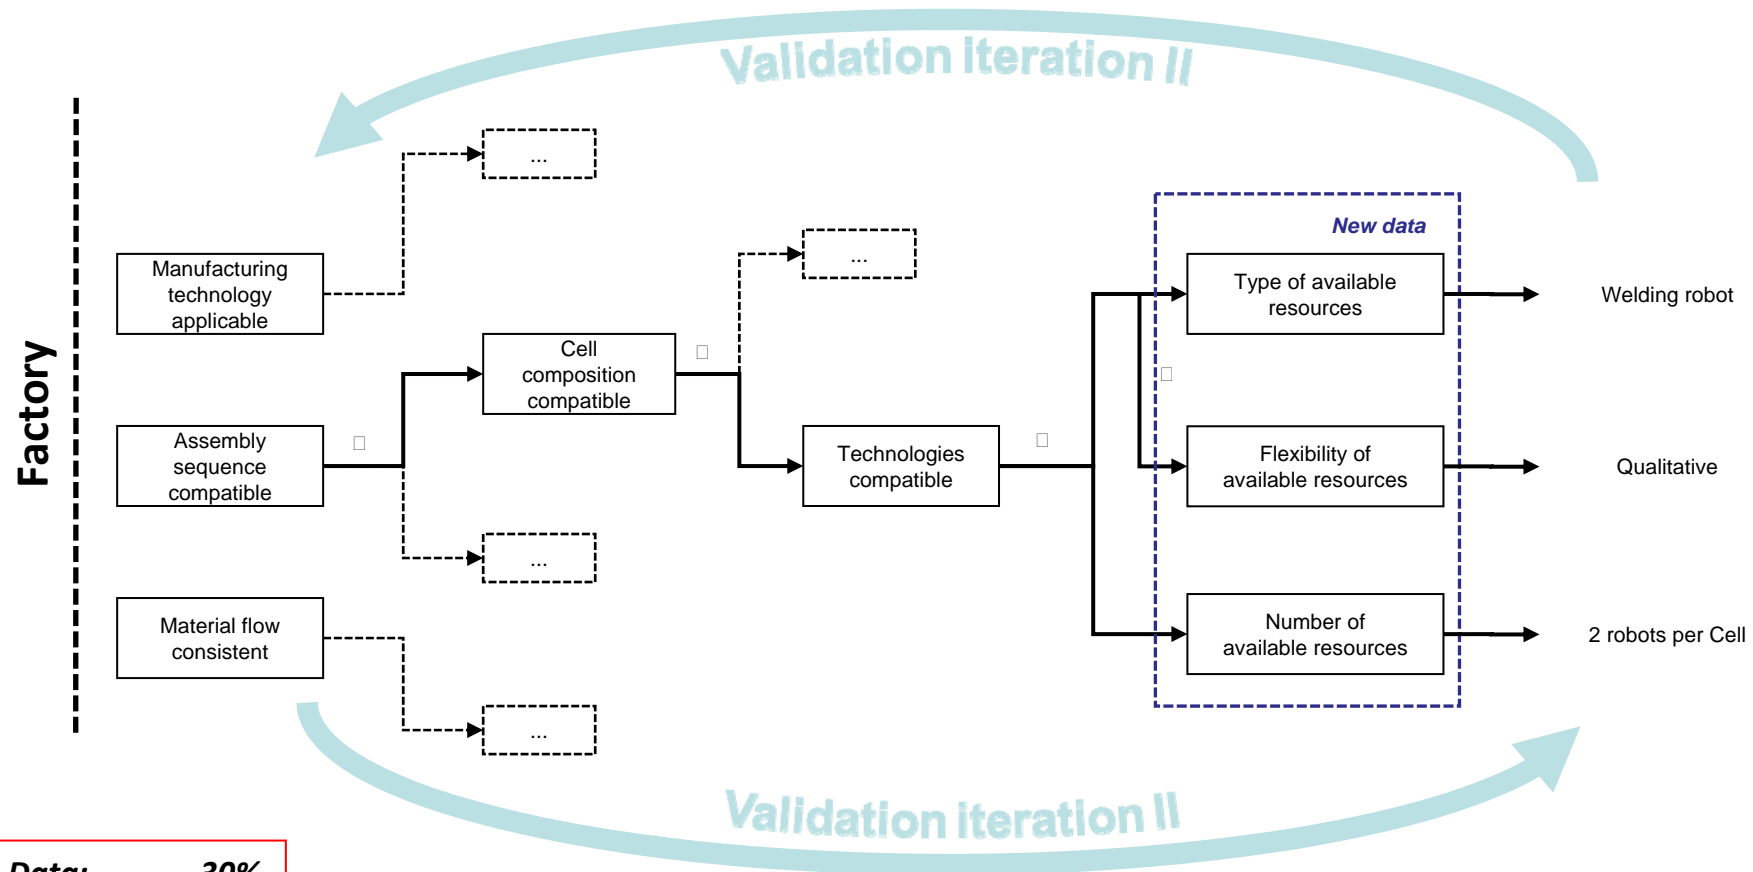 Validation iteration II
Factory
...
New data
...
Manufacturing
technology
applicable
Type of available
resources
Welding robot
Cell
composition
compatible
Assembly
sequence
compatible
Technologies
compatible
Flexibility of
available resources
Qualitative
...
Material flow
consistent
Number of
available resources
2 robots per Cell
...
Validation iteration II
Data: 30%